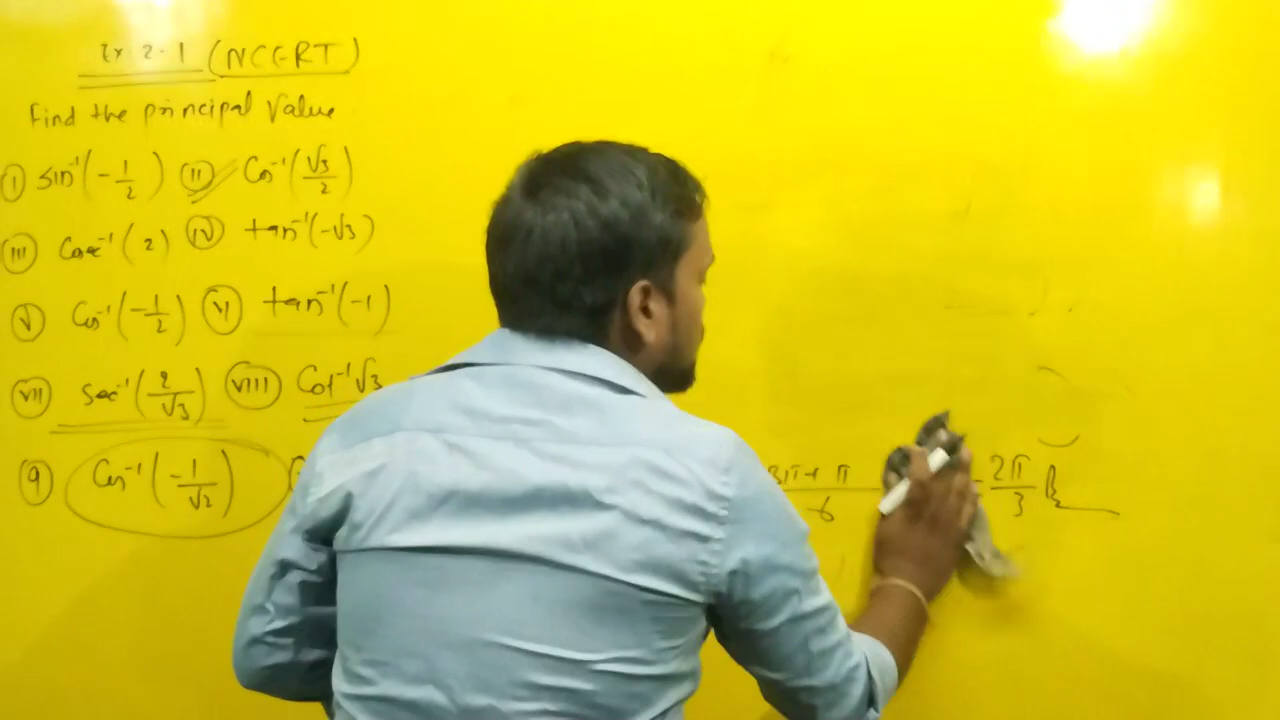 Ex 2.1 (NCERT)
Find the principal value
(i) sin⁻¹(-1/2) (ii) Cos⁻¹(√3/2)
(iii) Cosec⁻¹(2) (iv) tan⁻¹(-√3)
(v) Cos⁻¹(-1/2) (vi) tan⁻¹(-1)
(vii) sec⁻¹(2/√3) (viii) Cot⁻¹√3
(9) Cos⁻¹(-1/√2)
3π+π/6 2π/3